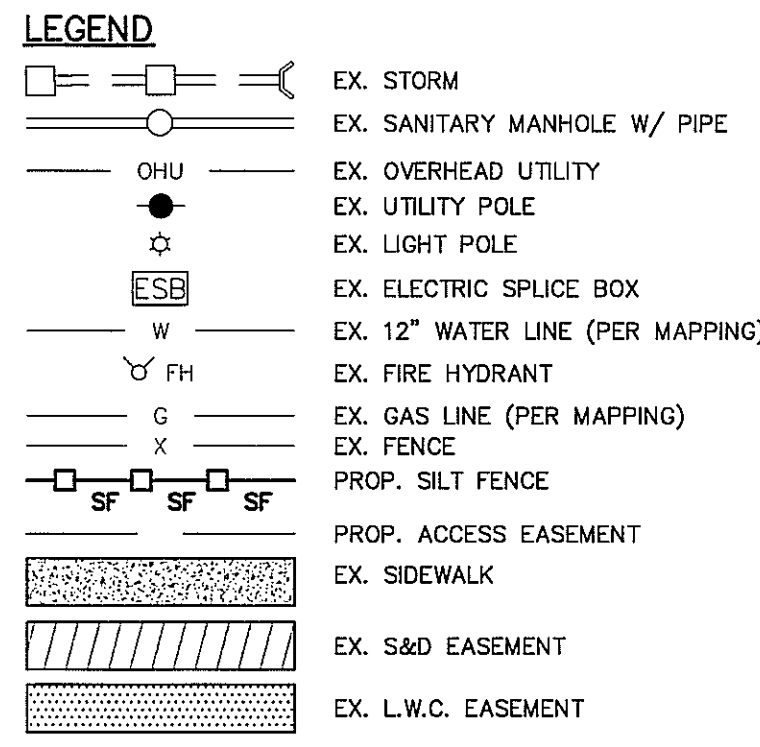 LEGEND
EX. STORM
EX. SANITARY MANHOLE W/ PIPE
OHU EX. OVERHEAD UTILITY
EX. UTILITY POLE
EX. LIGHT POLE
ESB EX. ELECTRIC SPLICE BOX
W EX. 12" WATER LINE (PER MAPPING)
FH EX. FIRE HYDRANT
G EX. GAS LINE (PER MAPPING)
X EX. FENCE
SF SF SF PROP. SILT FENCE
PROP. ACCESS EASEMENT
EX. SIDEWALK
EX. S&D EASEMENT
EX. L.W.C. EASEMENT